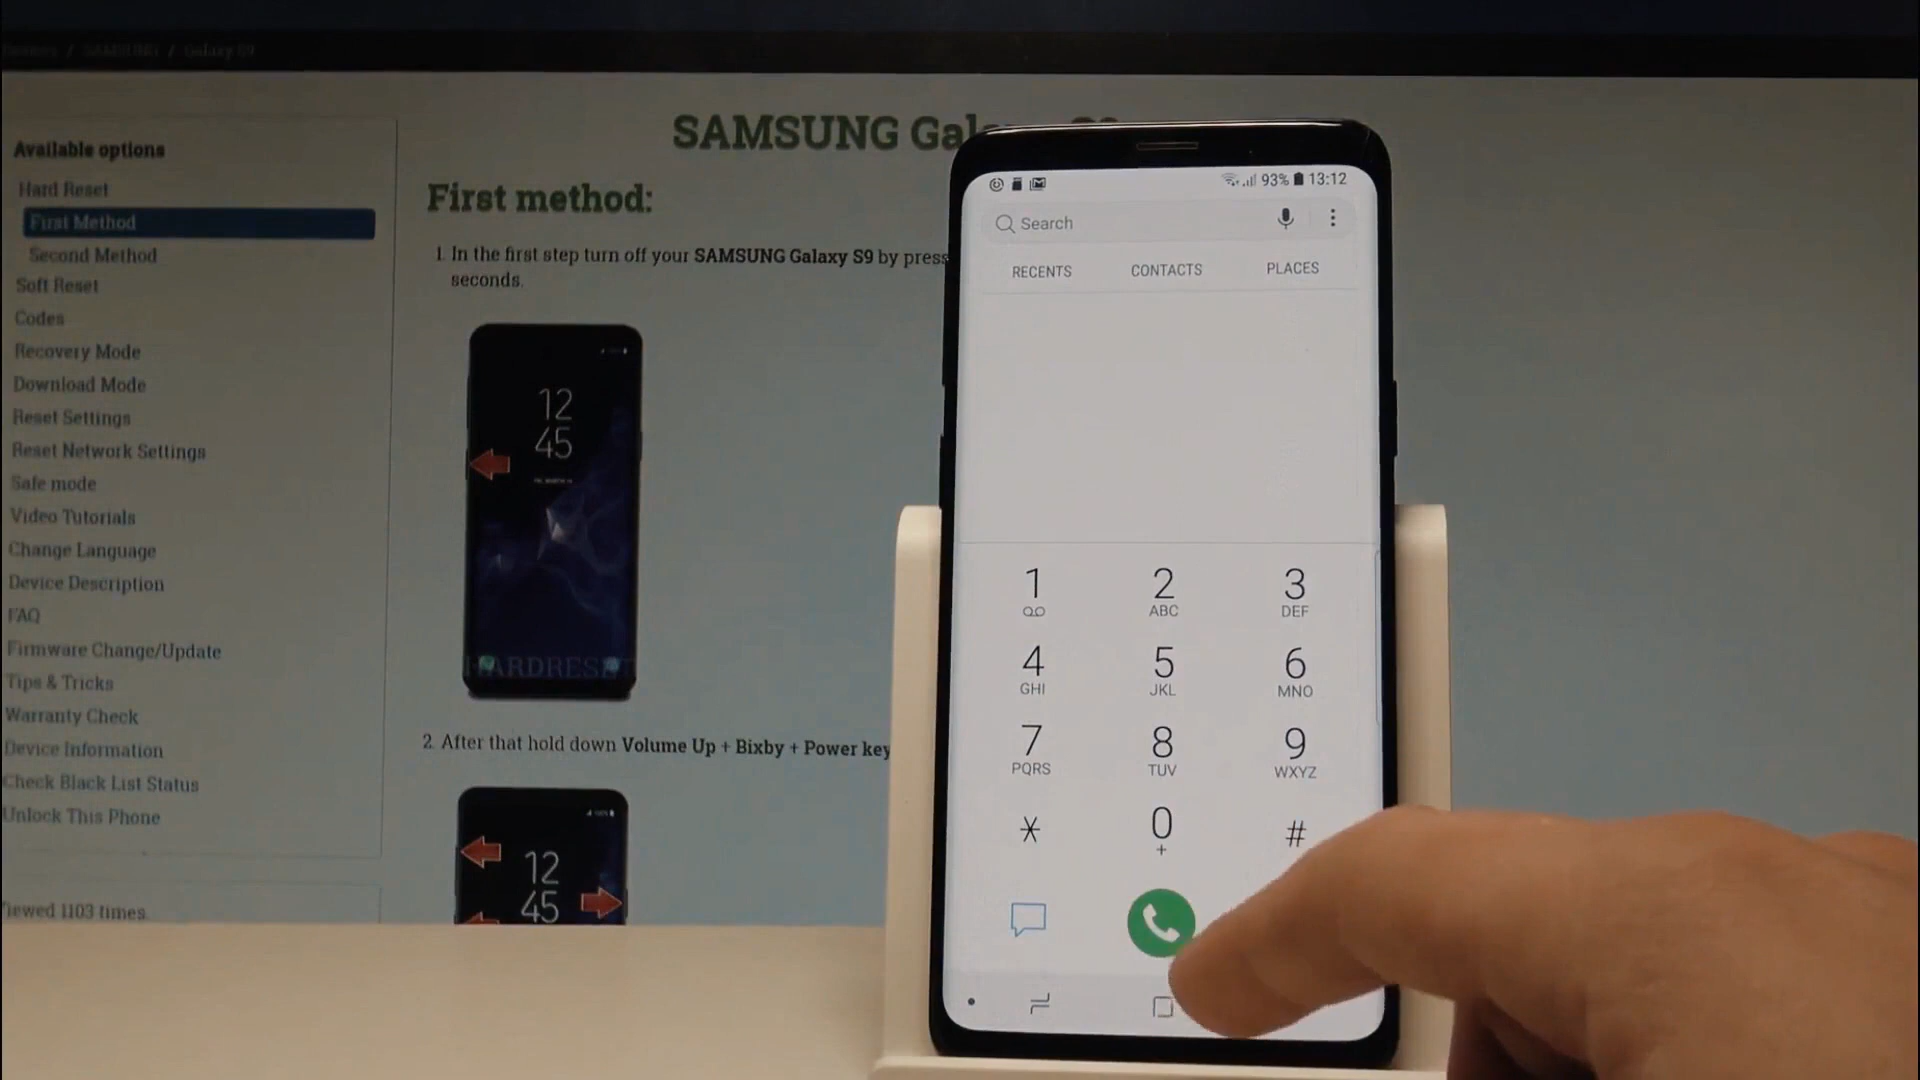 / SAMSUNG / Galaxy S9
SAMSUNG
Available options
Hard Reset
First Method
Second Method
Soft Reset
Codes
Recovery Mode
Download Mode
Reset Settings
Reset Network Settings
Safe mode
Video Tutorials
Change Language
Device Description
FAQ
Firmware Change/Update
Tips & Tricks
Warranty Check
Device Information
Check Black List Status
Unlock This Phone
1103 times.
First method:
1. In the first step turn off your SAMSUNG Galaxy S9 by press
seconds.
12
45
HARDRESET
2. After that hold down Volume Up + Bixby + Power key
12
45
93% 13:12
Search
RECENTS CONTACTS PLACES
1 2 3
ABC DEF
4 5 6
GHI JKL MNO
7 8 9
PQRS TUV WXYZ
* 0 #
+